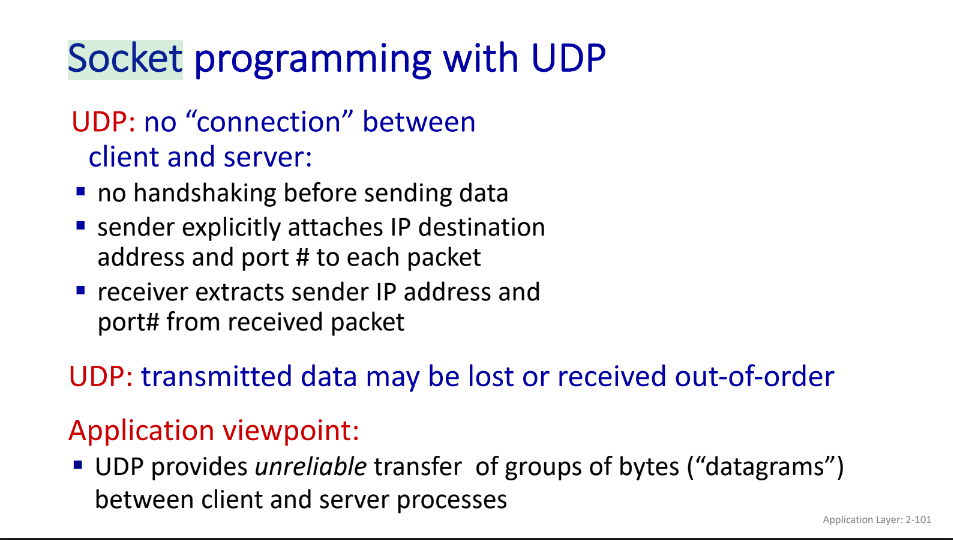 Socket programming with UDP
UDP: no “connection” between
client and server:
▪ no handshaking before sending data
▪ sender explicitly attaches IP destination
address and port # to each packet
▪ receiver extracts sender IP address and
port# from received packet
UDP: transmitted data may be lost or received out-of-order
Application viewpoint:
▪ UDP provides unreliable transfer of groups of bytes (“datagrams”)
between client and server processes
Application Layer: 2-101